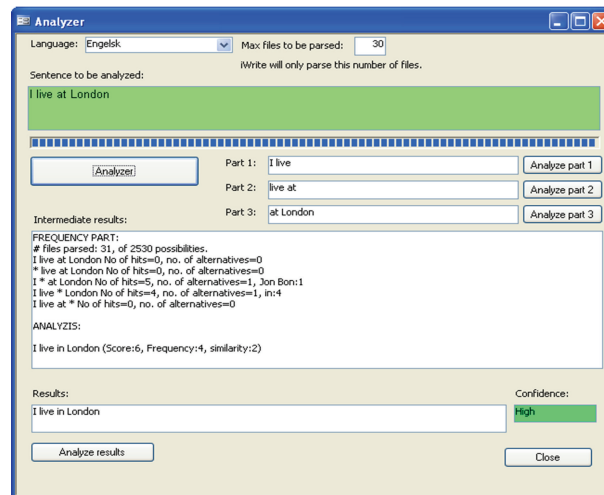 Analyzer
Language: Engelsk Max files to be parsed: 30
iWrite will only parse this number of files.
Sentence to be analyzed:
I live at London
Analyzer
Part 1: I live Analyze part 1
Part 2: live at Analyze part 2
Part 3: at London Analyze part 3
Intermediate results:
FREQUENCY PART:
# files parsed: 31, of 2530 possibilities.
I live at London No of hits=0, no. of alternatives=0
* live at London No of hits=0, no. of alternatives=0
I * at London No of hits=5, no. of alternatives=1, Jon Bon:1
I live * London No of hits=4, no. of alternatives=1, in:4
I live at * No of hits=0, no. of alternatives=0
ANALYZIS:
I live in London (Score:6, Frequency:4, similarity:2)
Results: Confidence:
I live in London High
Analyze results Close